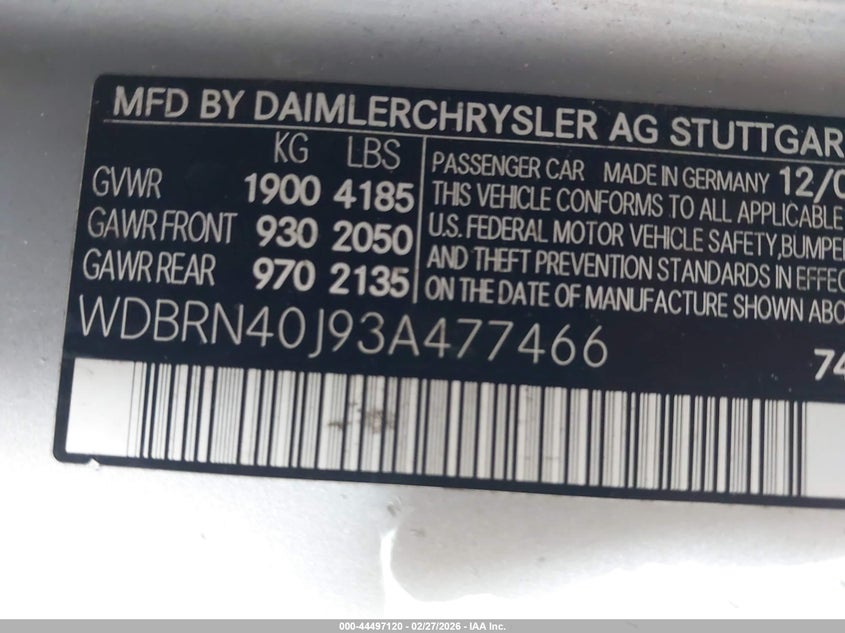 MFD BY DAIMLERCHRYSLER AG STUTTGAR
KG LBS
GVWR 1900 4185
GAWR FRONT 930 2050
GAWR REAR 970 2135
PASSENGER CAR MADE IN GERMANY 12/0
THIS VEHICLE CONFORMS TO ALL APPLICABLE
U.S. FEDERAL MOTOR VEHICLE SAFETY, BUMPE
AND THEFT PREVENTION STANDARDS IN EFFEC
ON THE DATE OF MANUFACTURE SHOWN ABO
WDBRN40J93A477466
74
000-44497120 - 02/27/2026 - IAA Inc.